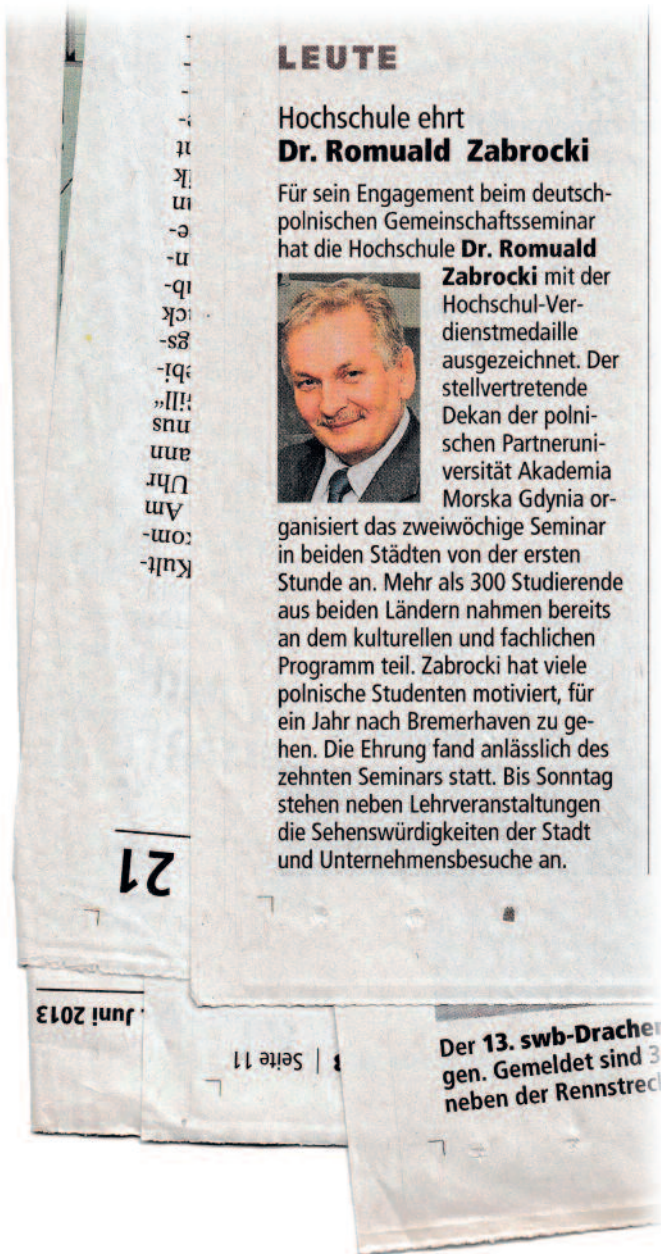 LEUTE
Hochschule ehrt
Dr. Romuald Zabrocki
Für sein Engagement beim deutsch-
polnischen Gemeinschaftsseminar
hat die Hochschule Dr. Romuald
Zabrocki mit der
Hochschul-Ver-
dienstmedaille
ausgezeichnet. Der
stellvertretende
Dekan der polni-
schen Partneruni-
versität Akademia
Morska Gdynia or-
ganisiert das zweiwöchige Seminar
in beiden Städten von der ersten
Stunde an. Mehr als 300 Studierende
aus beiden Ländern nahmen bereits
an dem kulturellen und fachlichen
Programm teil. Zabrocki hat viele
polnische Studenten motiviert, für
ein Jahr nach Bremerhaven zu ge-
hen. Die Ehrung fand anlässlich des
zehnten Seminars statt. Bis Sonntag
stehen neben Lehrveranstaltungen
die Sehenswürdigkeiten der Stadt
und Unternehmensbesuche an.
Kult-
Am
Uhr
21
Juni 2013
| Seite 11
Der 13. swb-Drachen
gen. Gemeldet sind 3
neben der Rennstrec